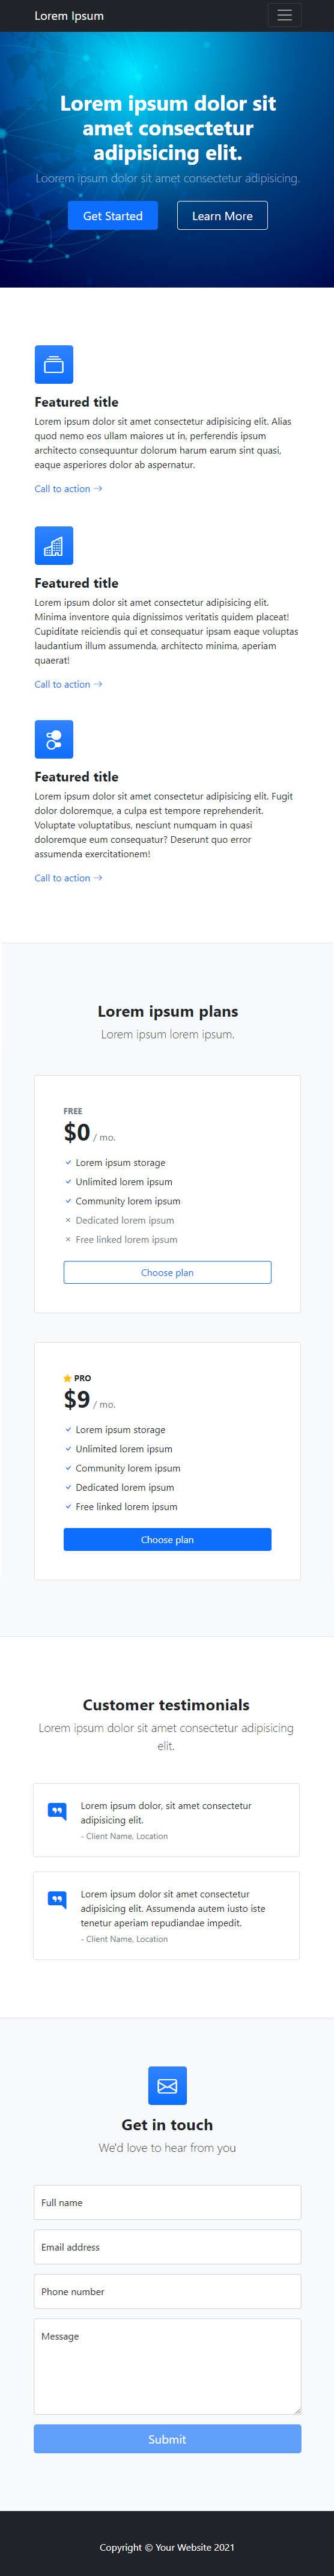 Lorem Ipsum
Lorem ipsum dolor sit
amet consectetur
adipisicing elit.
Loorem ipsum dolor sit amet consectetur adipisicing.
Get Started
Learn More
Featured title
Lorem ipsum dolor sit amet consectetur adipisicing elit. Alias
quod nemo eos ullam maiores ut in, perferendis ipsum
architecto consequuntur dolorum harum earum sint quasi,
eaque asperiores dolor ab aspernatur.
Call to action →
Featured title
Lorem ipsum dolor sit amet consectetur adipisicing elit.
Minima inventore quia dignissimos veritatis quidem placeat!
Cupiditate reiciendis qui et consequatur ipsam eaque voluptas
laudantium illum assumenda, architecto minima, aperiam
quaerat!
Call to action →
Featured title
Lorem ipsum dolor sit amet consectetur adipisicing elit. Fugit
dolor doloremque, a culpa est tempore reprehenderit.
Voluptate voluptatibus, nesciunt numquam in quasi
doloremque eum consequatur? Deserunt quo error
assumenda exercitationem!
Call to action →
Lorem ipsum plans
Lorem ipsum lorem ipsum.
FREE
$0 / mo.
Lorem ipsum storage
Unlimited lorem ipsum
Community lorem ipsum
Dedicated lorem ipsum
Free linked lorem ipsum
Choose plan
PRO
$9 / mo.
Lorem ipsum storage
Unlimited lorem ipsum
Community lorem ipsum
Dedicated lorem ipsum
Free linked lorem ipsum
Choose plan
Customer testimonials
Lorem ipsum dolor sit amet consectetur adipisicing
elit.
Lorem ipsum dolor, sit amet consectetur
adipisicing elit.
- Client Name, Location
Lorem ipsum dolor sit amet consectetur
adipisicing elit. Assumenda autem iusto iste
tenetur aperiam repudiandae impedit.
- Client Name, Location
Get in touch
We'd love to hear from you
Full name
Email address
Phone number
Message
Submit
Copyright © Your Website 2021